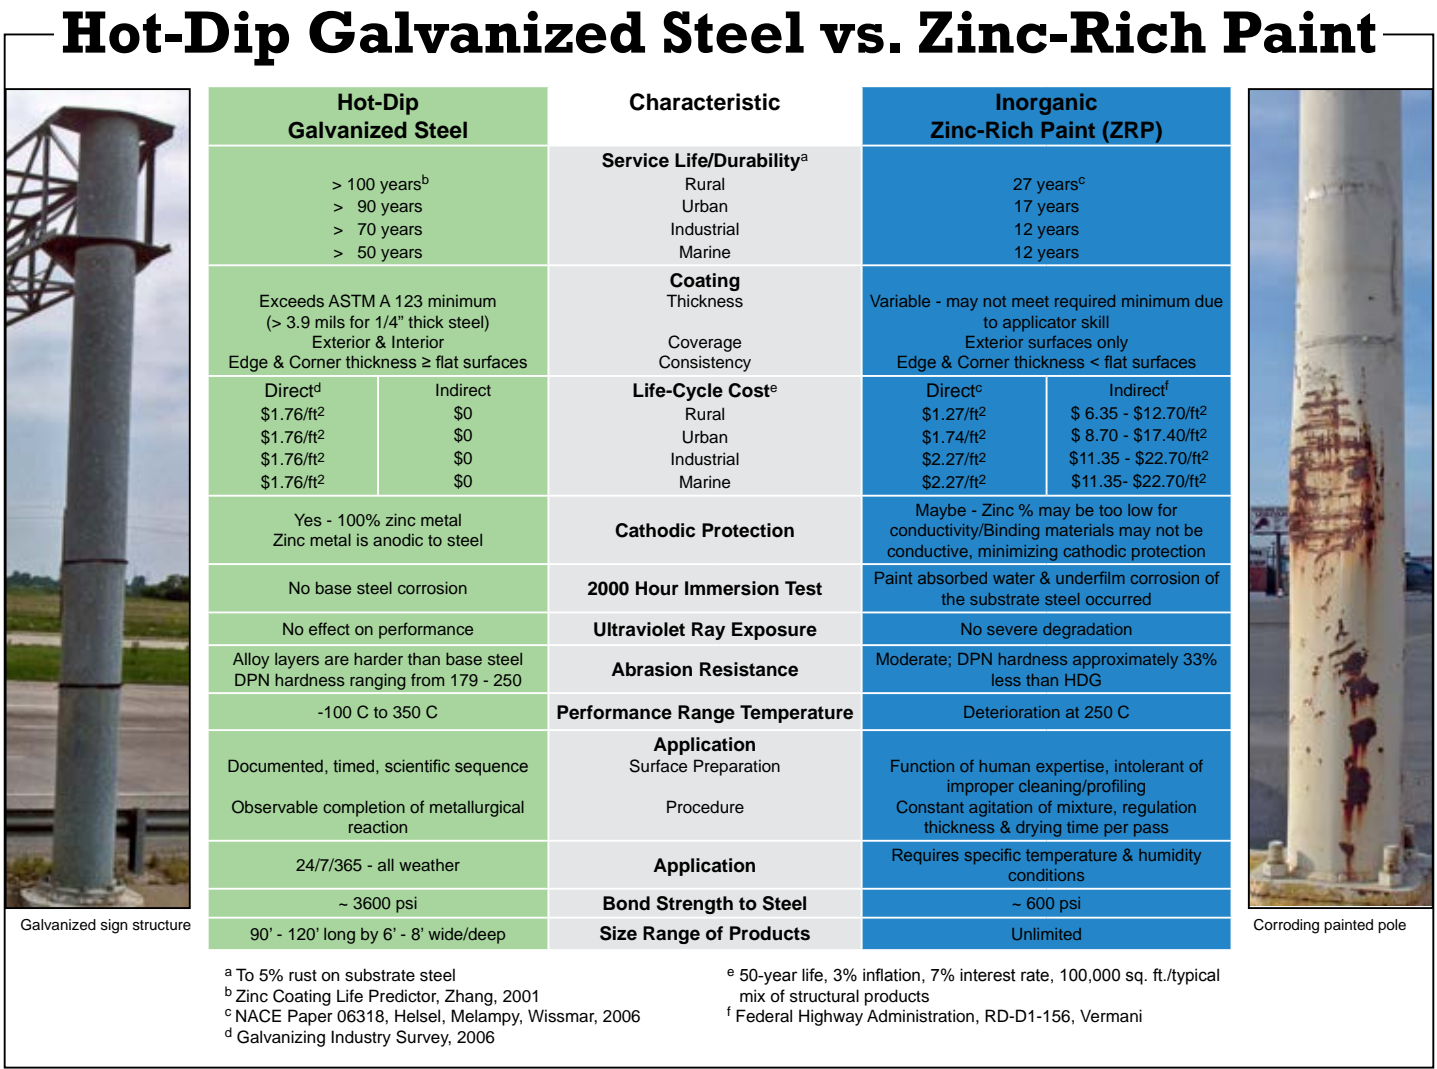 Hot-Dip Galvanized Steel vs. Zinc-Rich Paint
Hot-Dip
Galvanized Steel
Characteristic
Inorganic
Zinc-Rich Paint (ZRP)
Service Life/Durabilityᵃ
> 100 yearsᵇ
Rural
27 yearsᶜ
> 90 years
Urban
17 years
> 70 years
Industrial
12 years
> 50 years
Marine
12 years
Coating
Exceeds ASTM A 123 minimum
(> 3.9 mils for 1/4” thick steel)
Thickness
Variable - may not meet required minimum due
to applicator skill
Exterior & Interior
Coverage
Exterior surfaces only
Edge & Corner thickness ≥ flat surfaces
Consistency
Edge & Corner thickness < flat surfaces
Directᵈ
Indirect
Life-Cycle Costᵉ
Directᶜ
Indirectᶠ
$1.76/ft²
$0
Rural
$1.27/ft²
$ 6.35 - $12.70/ft²
$1.76/ft²
$0
Urban
$1.74/ft²
$ 8.70 - $17.40/ft²
$1.76/ft²
$0
Industrial
$2.27/ft²
$11.35 - $22.70/ft²
$1.76/ft²
$0
Marine
$2.27/ft²
$11.35- $22.70/ft²
Yes - 100% zinc metal
Zinc metal is anodic to steel
Cathodic Protection
Maybe - Zinc % may be too low for
conductivity/Binding materials may not be
conductive, minimizing cathodic protection
No base steel corrosion
2000 Hour Immersion Test
Paint absorbed water & underfilm corrosion of
the substrate steel occurred
No effect on performance
Ultraviolet Ray Exposure
No severe degradation
Alloy layers are harder than base steel
DPN hardness ranging from 179 - 250
Abrasion Resistance
Moderate; DPN hardness approximately 33%
less than HDG
-100 C to 350 C
Performance Range Temperature
Deterioration at 250 C
Application
Documented, timed, scientific sequence
Surface Preparation
Function of human expertise, intolerant of
improper cleaning/profiling
Observable completion of metallurgical
reaction
Procedure
Constant agitation of mixture, regulation
thickness & drying time per pass
24/7/365 - all weather
Application
Requires specific temperature & humidity
conditions
~ 3600 psi
Bond Strength to Steel
~ 600 psi
90’ - 120’ long by 6’ - 8’ wide/deep
Size Range of Products
Unlimited
Galvanized sign structure
Corroding painted pole
ᵃ To 5% rust on substrate steel
ᵇ Zinc Coating Life Predictor, Zhang, 2001
ᶜ NACE Paper 06318, Helsel, Melampy, Wissmar, 2006
ᵈ Galvanizing Industry Survey, 2006
ᵉ 50-year life, 3% inflation, 7% interest rate, 100,000 sq. ft./typical
mix of structural products
ᶠ Federal Highway Administration, RD-D1-156, Vermani